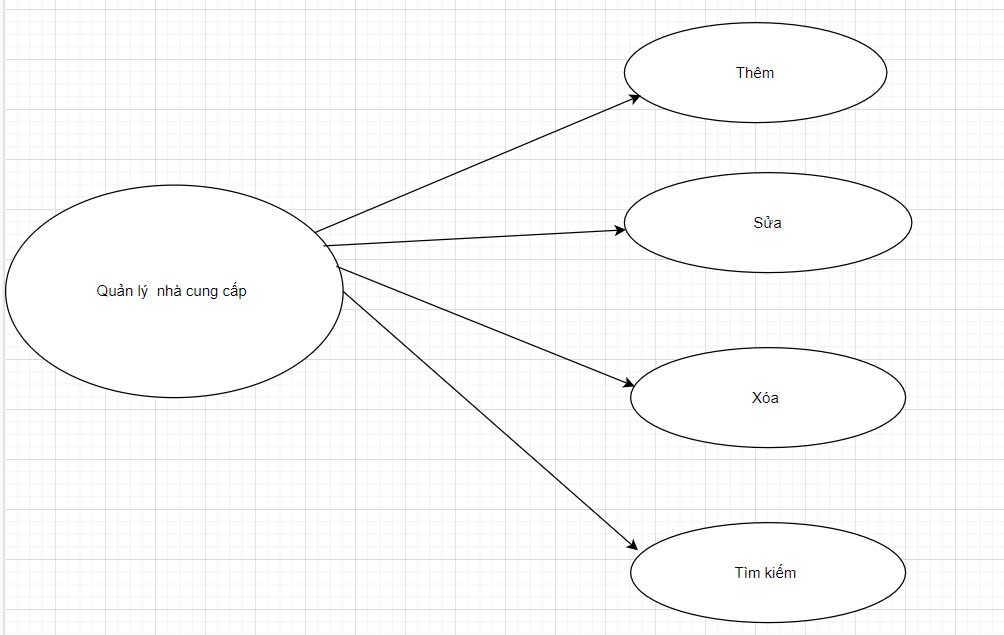 Thêm
Sửa
Quản lý  nhà cung cấp
Xóa
Tìm kiếm